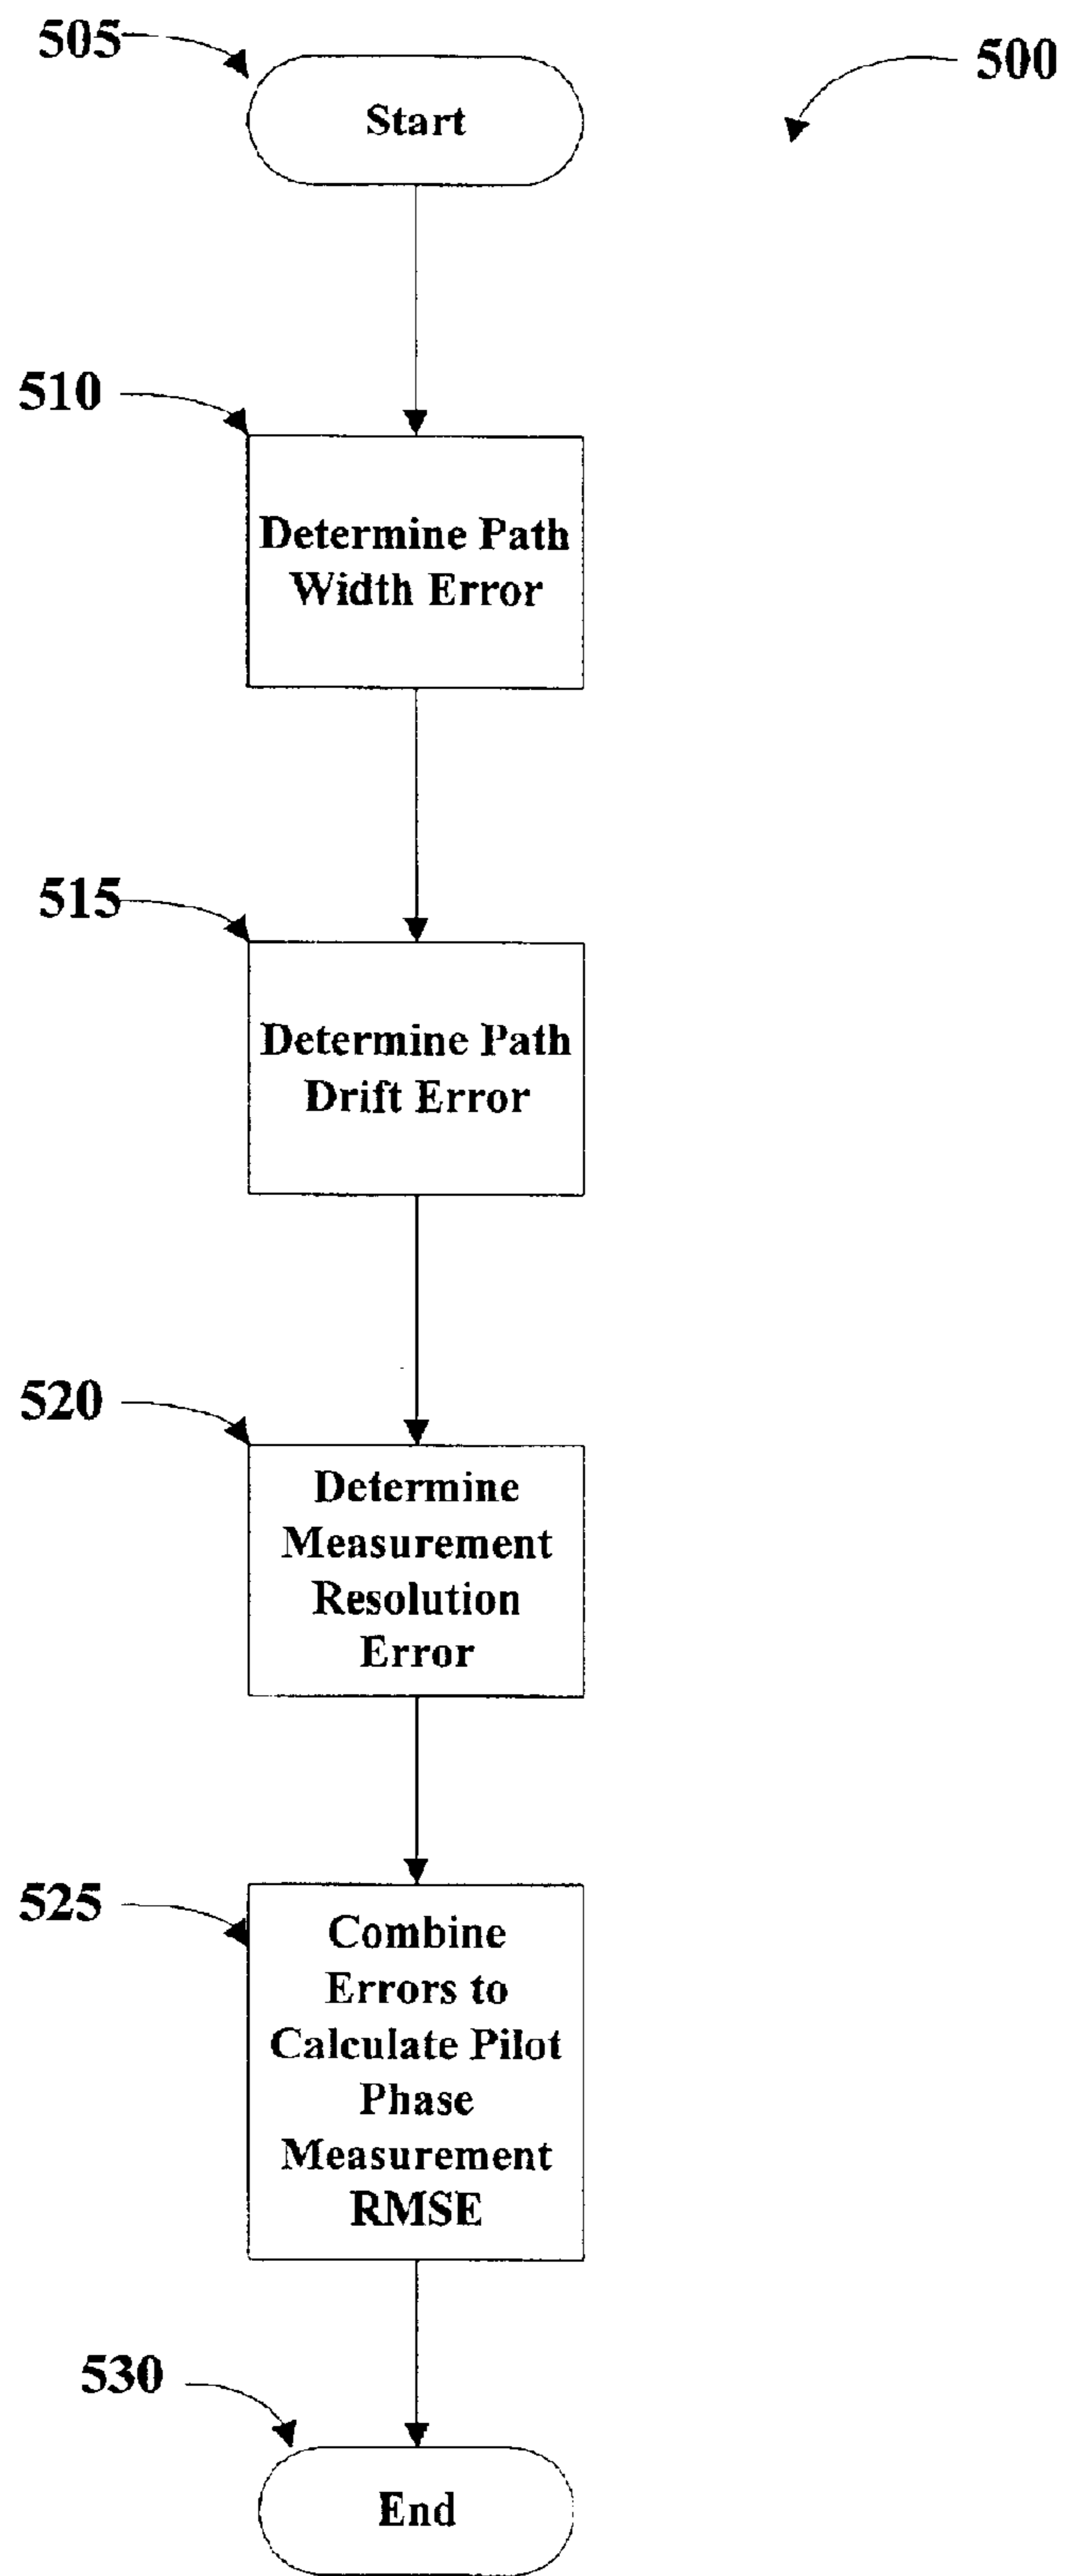 505
500
Start
510
Determine Path
Width Error
515
Determine Path
Drift Error
520
Determine
Measurement
Resolution
Error
525
Combine
Errors to
Calculate Pilot
Phase
Measurement
RMSE
530
End